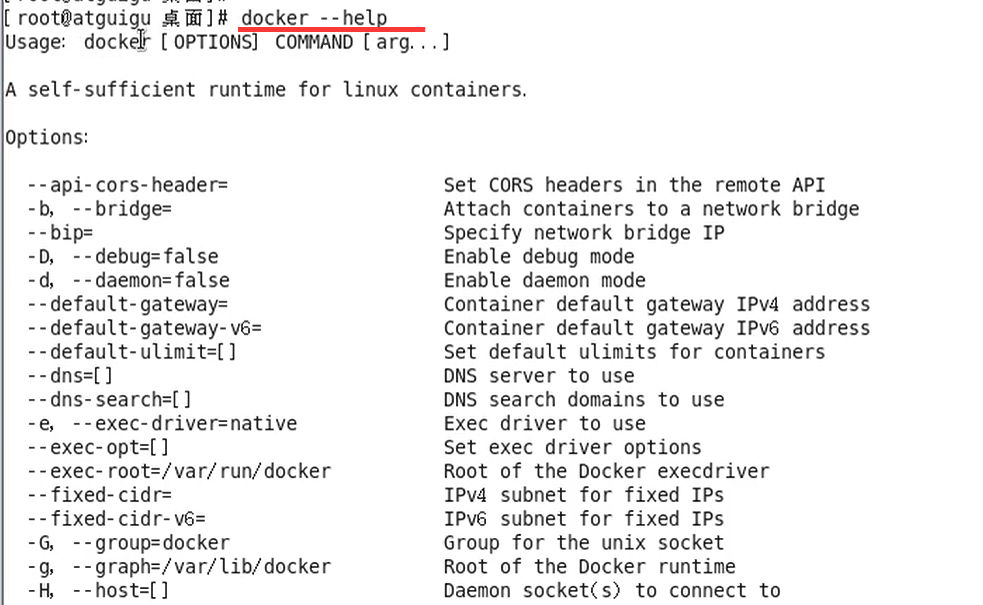 [root@atguigu 桌面]# docker --help
Usage: docker [OPTIONS] COMMAND [arg...]
A self-sufficient runtime for linux containers.
Options:
--api-cors-header= Set CORS headers in the remote API
-b, --bridge= Attach containers to a network bridge
--bip= Specify network bridge IP
-D, --debug=false Enable debug mode
-d, --daemon=false Enable daemon mode
--default-gateway= Container default gateway IPv4 address
--default-gateway-v6= Container default gateway IPv6 address
--default-ulimit=[] Set default ulimits for containers
--dns=[] DNS server to use
--dns-search=[] DNS search domains to use
-e, --exec-driver=native Exec driver to use
--exec-opt=[] Set exec driver options
--exec-root=/var/run/docker Root of the Docker execdriver
--fixed-cidr= IPv4 subnet for fixed IPs
--fixed-cidr-v6= IPv6 subnet for fixed IPs
-G, --group=docker Group for the unix socket
-g, --graph=/var/lib/docker Root of the Docker runtime
-H, --host=[] Daemon socket(s) to connect to